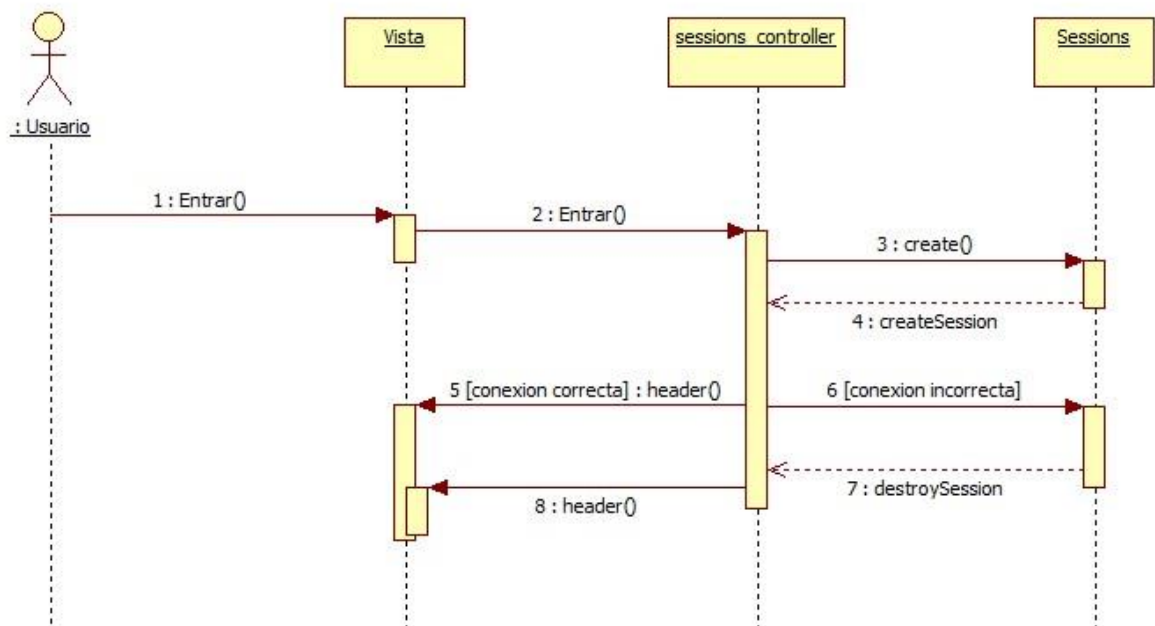 Vista
sessions_controller
Sessions
: Usuario
1 : Entrar()
2 : Entrar()
3 : create()
4 : createSession
5 [conexion correcta] : header()
6 [conexion incorrecta]
7 : destroySession
8 : header()